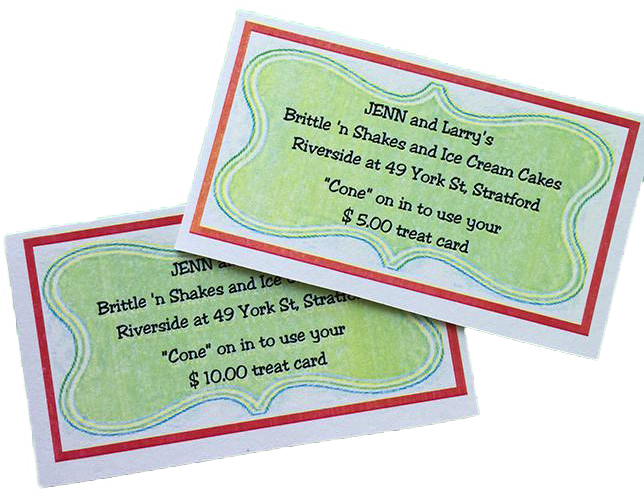 JENN and Larry's
Brittle 'n Shakes and Ice Cream Cakes
Riverside at 49 York St, Stratford
"Cone" on in to use your
$ 5.00 treat card
JENN
Brittle 'n Shakes and Ice
Riverside at 49 York St,
"Cone" on in to use your
$ 10.00 treat card